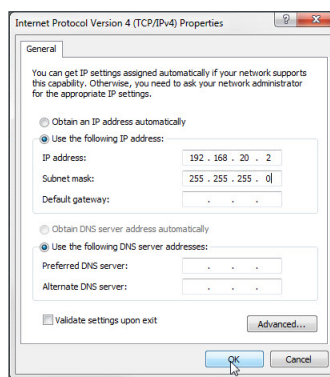 Internet Protocol Version 4 (TCP/IPv4) Properties
General
You can get IP settings assigned automatically if your network supports
this capability. Otherwise, you need to ask your network administrator
for the appropriate IP settings.
Obtain an IP address automatically
Use the following IP address:
IP address: 192 . 168 . 20 . 2
Subnet mask: 255 . 255 . 255 . 0
Default gateway: . . .
Obtain DNS server address automatically
Use the following DNS server addresses:
Preferred DNS server: . . .
Alternate DNS server: . . .
Validate settings upon exit
Advanced...
OK Cancel